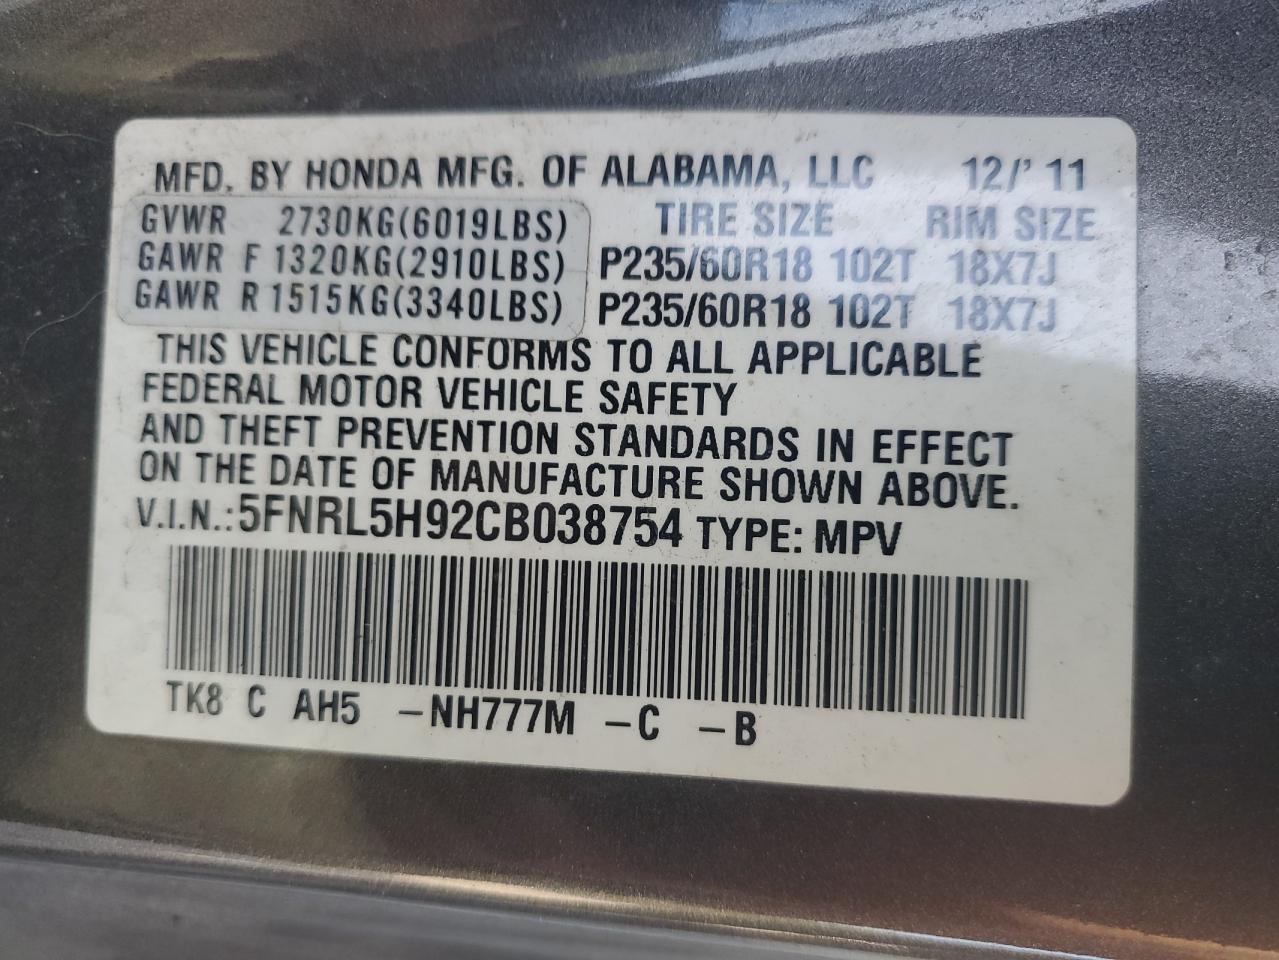 MFD. BY HONDA MFG. OF ALABAMA, LLC 12/' 11
GVWR 2730KG(6019LBS) TIRE SIZE RIM SIZE
GAWR F 1320KG(2910LBS) P235/60R18 102T 18X7J
GAWR R 1515KG(3340LBS) P235/60R18 102T 18X7J
THIS VEHICLE CONFORMS TO ALL APPLICABLE
FEDERAL MOTOR VEHICLE SAFETY
AND THEFT PREVENTION STANDARDS IN EFFECT
ON THE DATE OF MANUFACTURE SHOWN ABOVE.
V.I.N.:5FNRL5H92CB038754 TYPE: MPV
TK8 C AH5 -NH777M -C -B